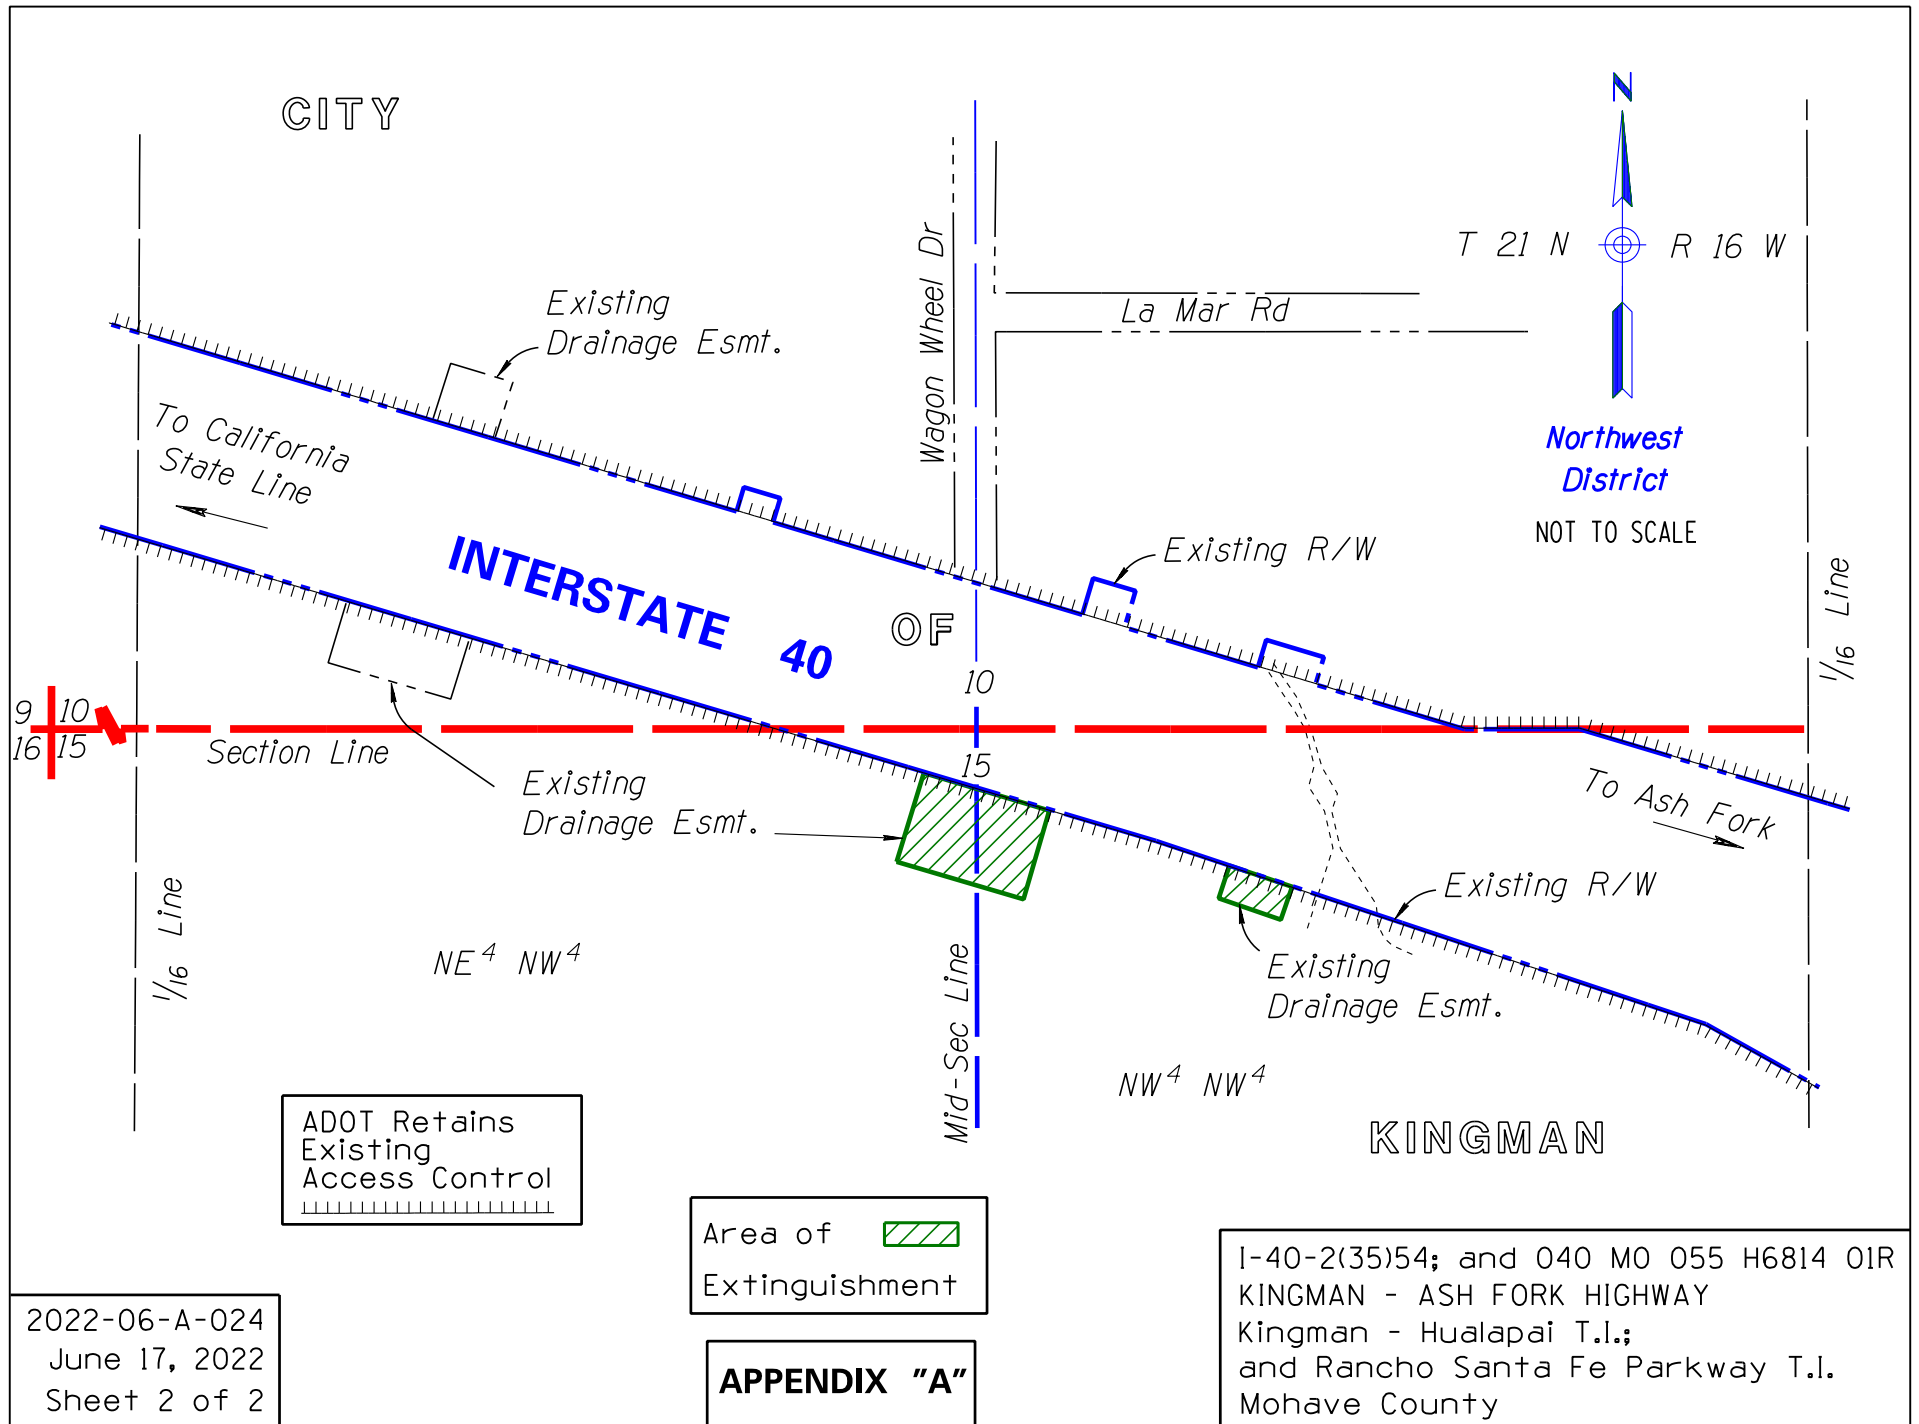 CITY
N
T 21 N
R 16 W
Wagon Wheel Dr
La Mar Rd
Existing
Drainage Esmt.
To California
State Line
Northwest
District
NOT TO SCALE
INTERSTATE 40
OF
Existing R/W
1/16 Line
9 10
16 15
10
15
Section Line
Existing
Drainage Esmt.
To Ash Fork
Existing R/W
1/16 Line
NE4 NW4
Mid-Sec Line
Existing
Drainage Esmt.
NW4 NW4
KINGMAN
ADOT Retains
Existing
Access Control
Area of
Extinguishment
2022-06-A-024
June 17, 2022
Sheet 2 of 2
APPENDIX "A"
I-40-2(35)54; and 040 MO 055 H6814 01R
KINGMAN - ASH FORK HIGHWAY
Kingman - Hualapai T.I.;
and Rancho Santa Fe Parkway T.I.
Mohave County